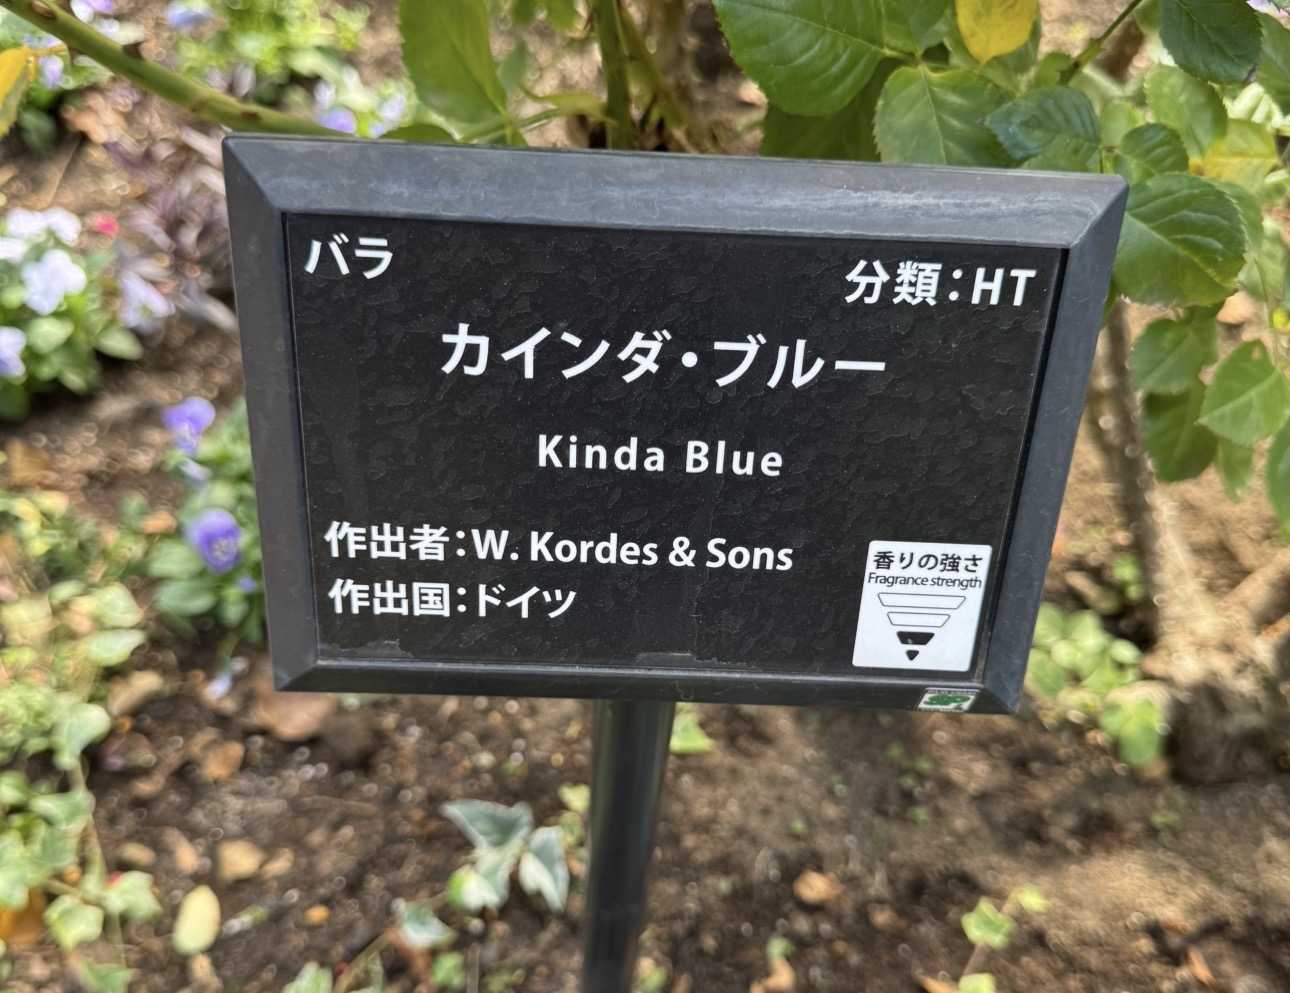 バラ
分類：HT
カインダ・ブルー
Kinda Blue
作出者：W. Kordes & Sons
作出国：ドイツ
香りの強さ
Fragrance strength